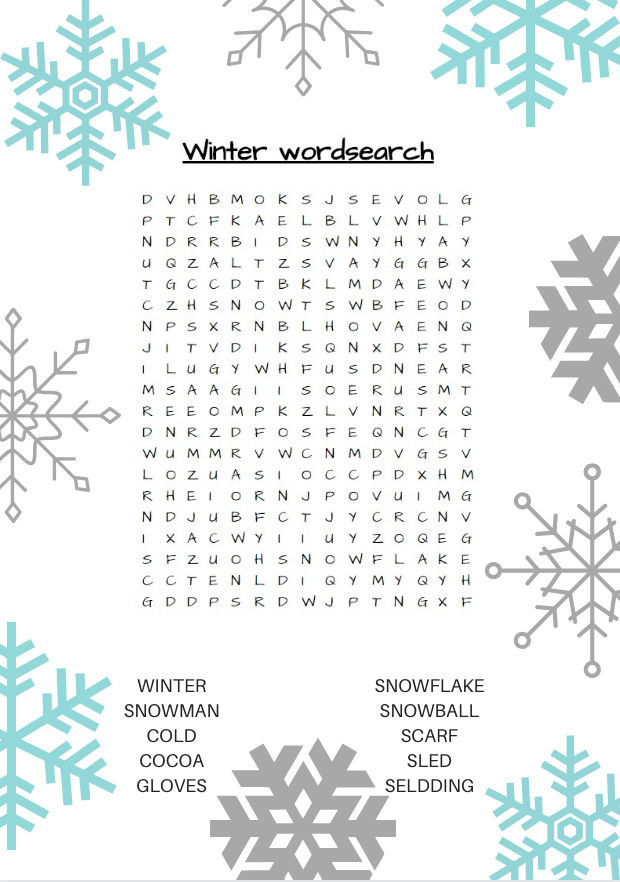 Winter wordsearch
D V H B M O K S J S E V O L G
P T C F K A E L B L V W H L P
N D R R B I D S W N Y H Y A Y
U Q Z A L T Z S V A Y G G B X
T G C C D T B K L M D A E W Y
C Z H S N O W T S W B F E O D
N P S X R N B L H O V A E N Q
J I T V D I K S Q N X D F S T
I L U G Y W H F U S D N E A R
M S A A G I I S O E R U S M T
R E E O M P K Z L V N R T X Q
D N R Z D F O S F E Q N C G T
W U M M R V W C N M D V G S V
L O Z U A S I O C C P D X H M
R H E I O R N J P O V U I M G
N D J U B F C T J Y C R C N V
I X A C W Y I I U Y Z O Q E G
S F Z U O H S N O W F L A K E
C C T E N L D I Q Y M Y Q Y H
G D D P S R D W J P T N G X F
WINTER
SNOWMAN
COLD
COCOA
GLOVES
SNOWFLAKE
SNOWBALL
SCARF
SLED
SELDDING